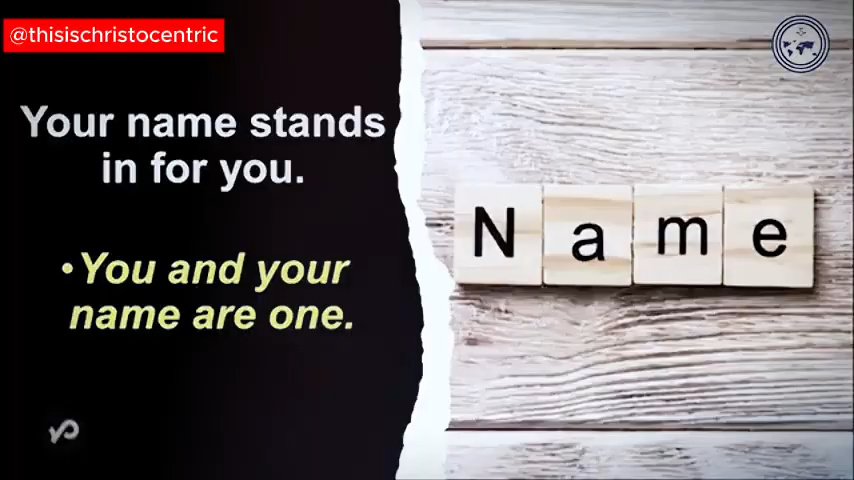 @thisischristocentric
Your name stands
in for you.
•You and your
name are one.
Name